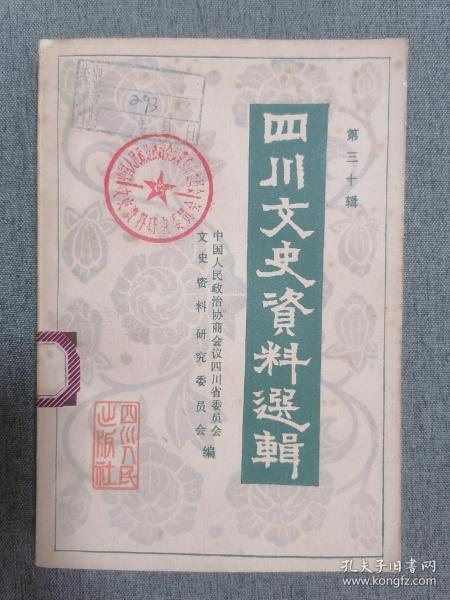 第三十辑
四川文史資料選輯
中国人民政治协商会议四川省委员会
文史资料研究委员会
编
四川人民
出版社
293
孔夫子旧书网
www.kongfz.com